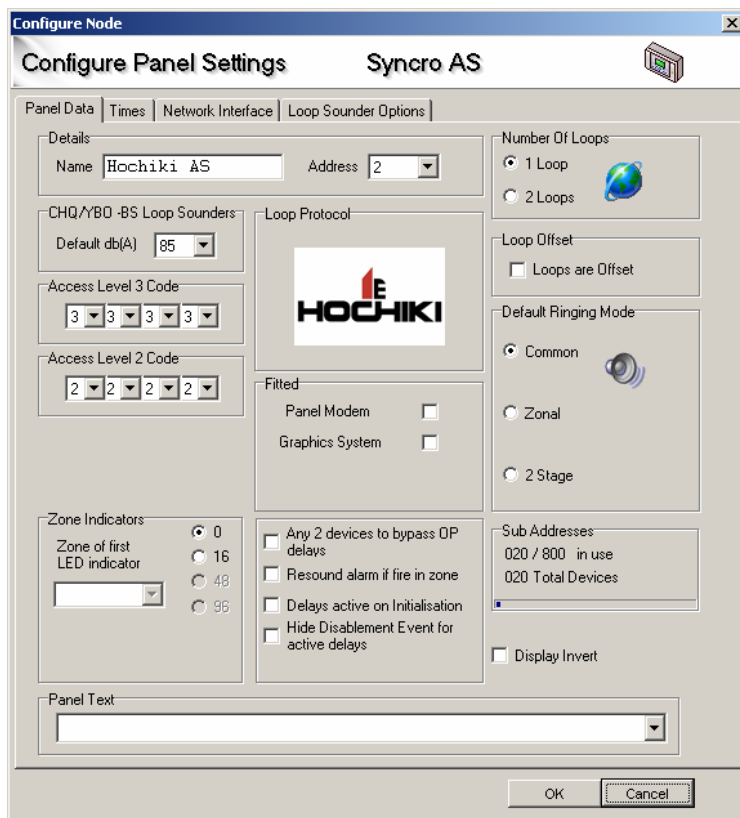 Configure Node
Configure Panel Settings Syncro AS
Panel Data Times Network Interface Loop Sounder Options
Details
Name Hochiki AS Address 2
Number Of Loops
1 Loop
2 Loops
CHQ/YBO -BS Loop Sounders
Default db(A) 85
Loop Protocol
HOCHIKI
Loop Offset
Loops are Offset
Access Level 3 Code
3 3 3 3
Access Level 2 Code
2 2 2 2
Default Ringing Mode
Common
Zonal
2 Stage
Fitted
Panel Modem
Graphics System
Zone Indicators
Zone of first
LED indicator
0
16
48
96
Any 2 devices to bypass OP
delays
Resound alarm if fire in zone
Delays active on Initialisation
Hide Disablement Event for
active delays
Sub Addresses
020 / 800 in use
020 Total Devices
Display Invert
Panel Text
OK Cancel